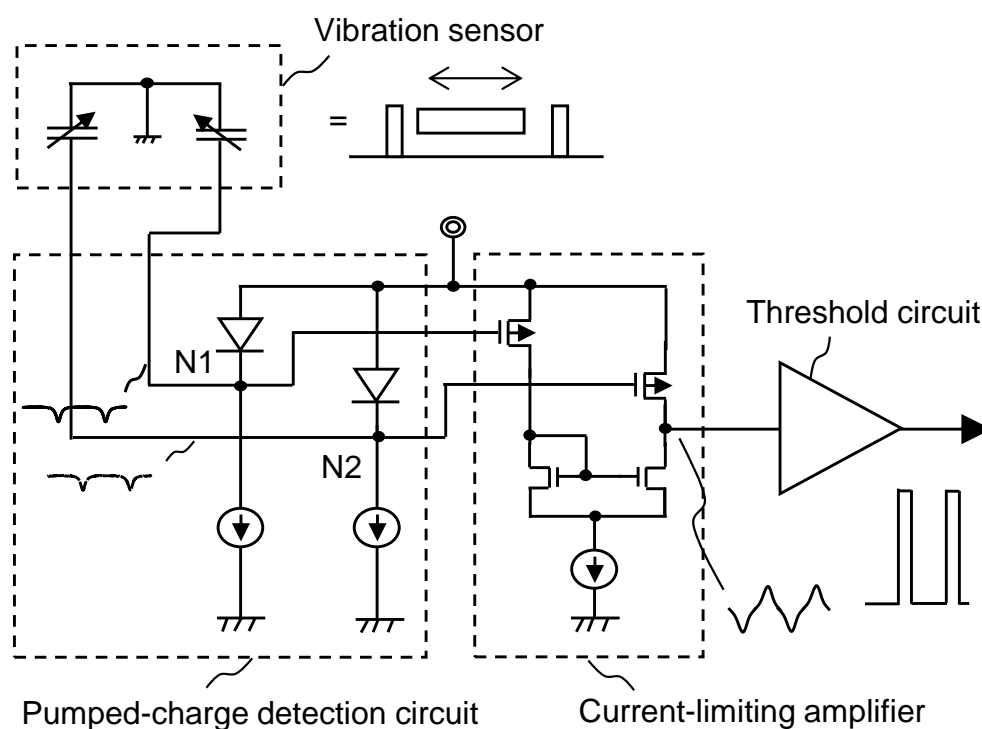 Vibration sensor
=
Threshold circuit
N1
N2
Pumped-charge detection circuit
Current-limiting amplifier